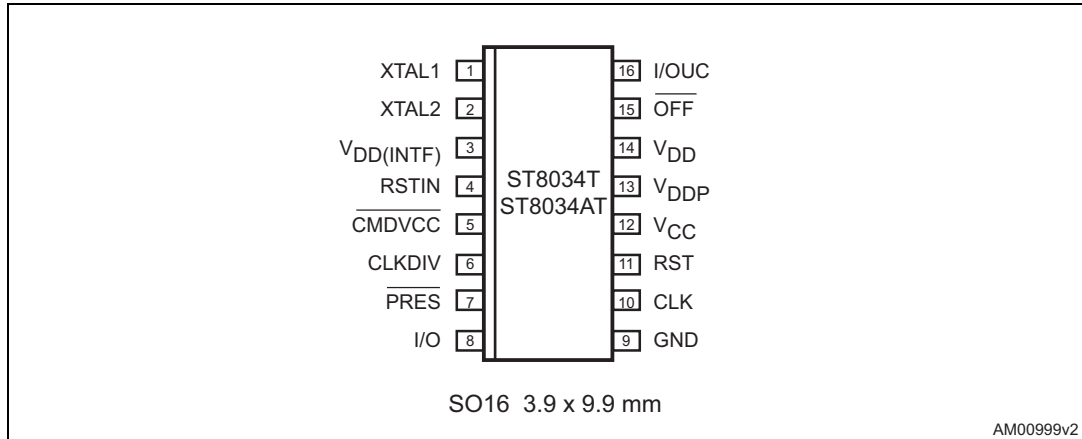 XTAL1 1
XTAL2 2
VDD(INTF) 3
RSTIN 4
CMDVCC 5
CLKDIV 6
PRES 7
I/O 8
ST8034T
ST8034AT
16 I/OUC
15 OFF
14 VDD
13 VDDP
12 VCC
11 RST
10 CLK
9 GND
SO16 3.9 x 9.9 mm
AM00999v2